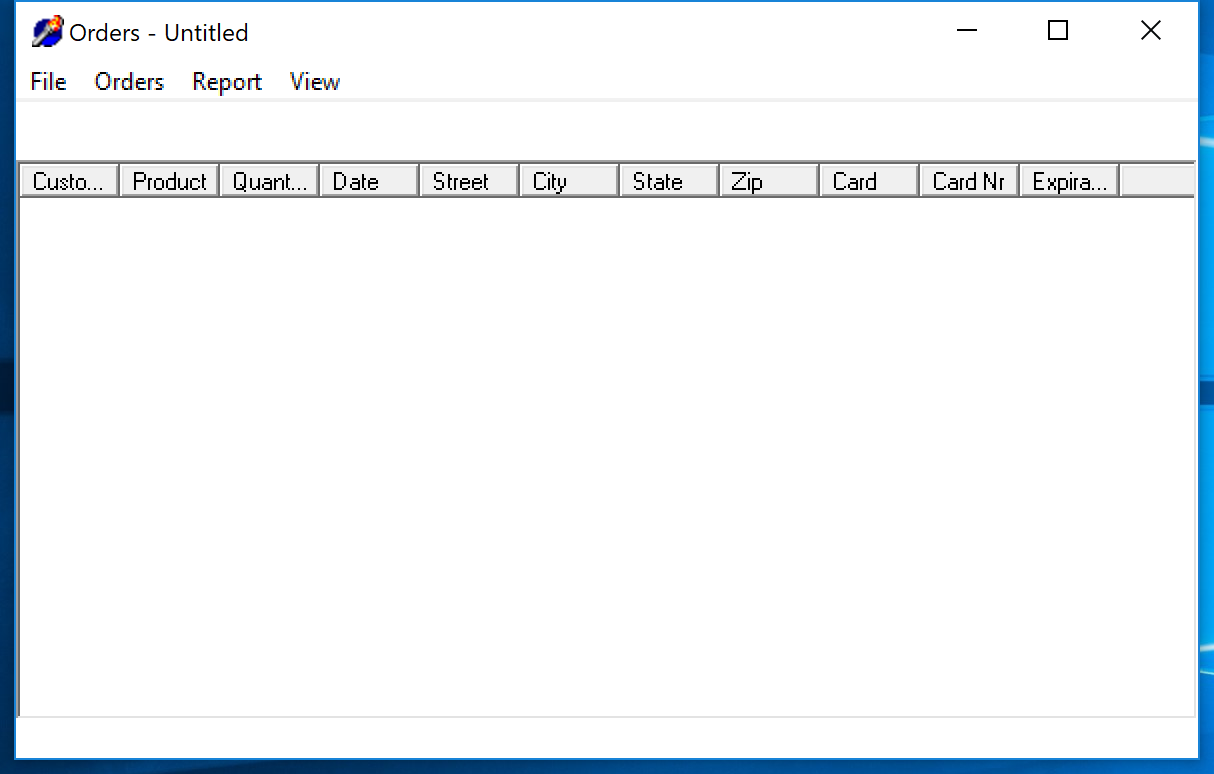 Orders - Untitled
File Orders Report View
Custo... Product Quant... Date Street City State Zip Card Card Nr Expira...